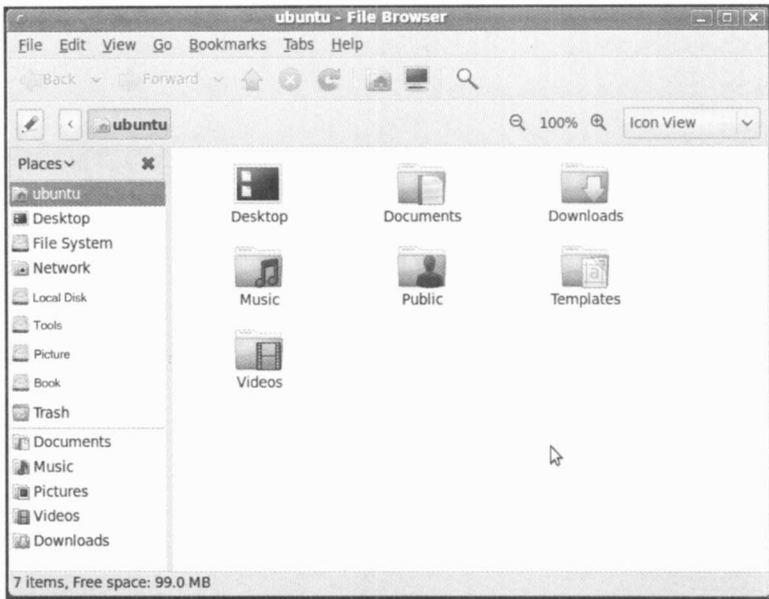 ubuntu - File Browser
File Edit View Go Bookmarks Tabs Help
Back Forward
ubuntu 100% Icon View
Places
ubuntu
Desktop
File System
Network
Local Disk
Tools
Picture
Book
Trash
Documents
Music
Pictures
Videos
Downloads
Desktop Documents Downloads
Music Public Templates
Videos
7 items, Free space: 99.0 MB